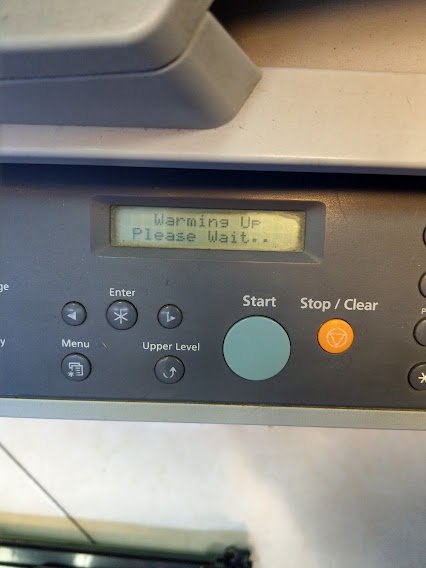 Warming Up
Please Wait..
Enter
Start
Stop / Clear
Menu
Upper Level